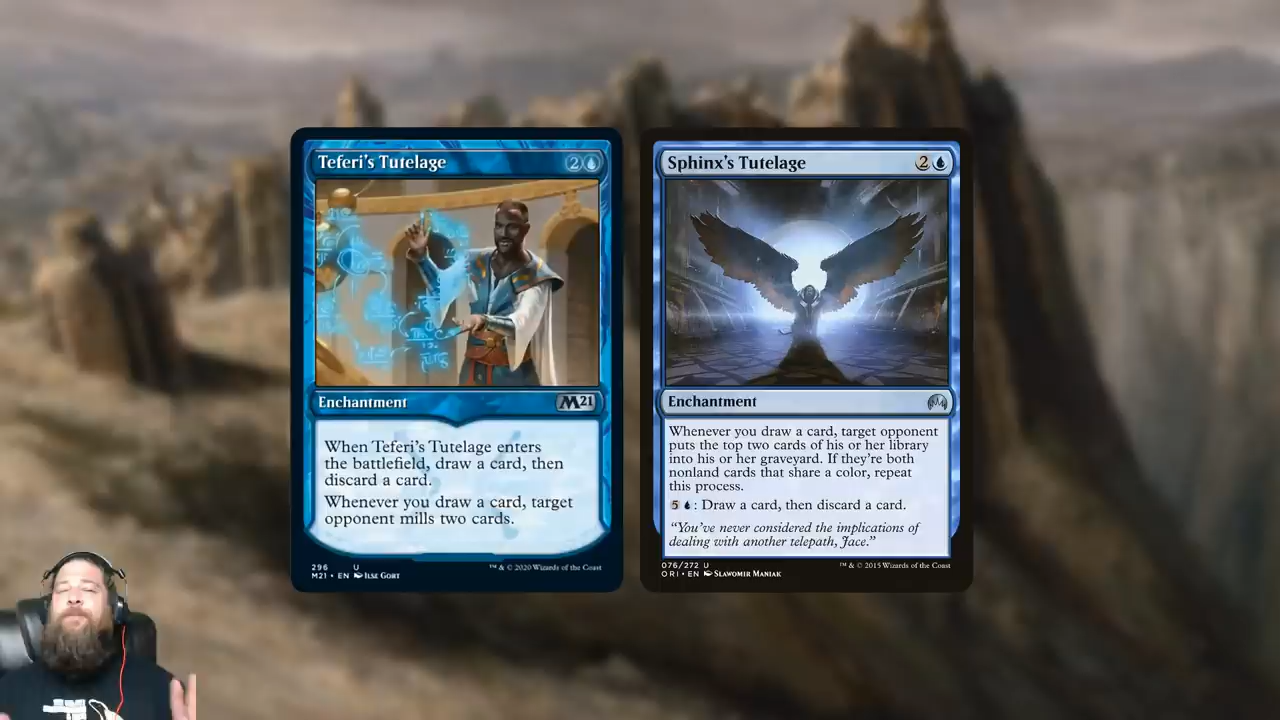 Teferi's Tutelage
2
Enchantment
M21
When Teferi's Tutelage enters
the battlefield, draw a card, then
discard a card.
Whenever you draw a card, target
opponent mills two cards.
296 U
M21 • EN ILSE GORT
™ & © 2020 Wizards of the Coast
Sphinx's Tutelage
2
Enchantment
Whenever you draw a card, target opponent
puts the top two cards of his or her library
into his or her graveyard. If they're both
nonland cards that share a color, repeat
this process.
5 : Draw a card, then discard a card.
"You've never considered the implications of
dealing with another telepath, Jace."
076/272 U
ORI • EN SLAWOMIR MANIAK
™ & © 2015 Wizards of the Coast